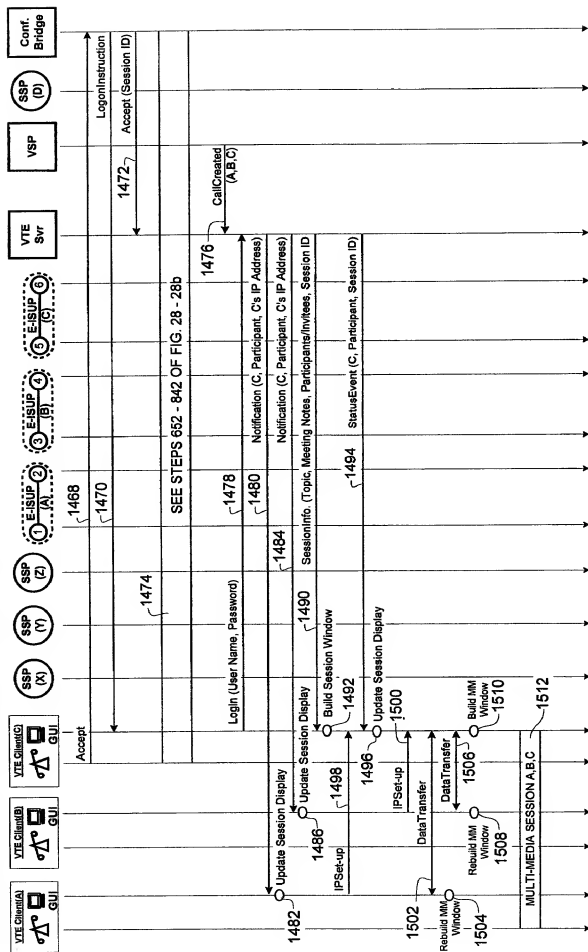 VTE Client(A)
GUI
VTE Client(B)
GUI
VTE Client(C)
GUI
SSP
(X)
SSP
(Y)
SSP
(Z)
1
E-ISUP
2
(A)
3
E-ISUP
4
(B)
5
E-ISUP
6
(C)
VTE
Svr
VSP
SSP
(D)
Conf.
Bridge
Accept
1468
LogonInstruction
1470
Accept (Session ID)
1472
1474
SEE STEPS 652 - 842 OF FIG. 28 - 28b
CallCreated
(A,B,C)
1476
Login (User Name, Password)
1478
Notification (C, Participant, C's IP Address)
1480
Update Session Display
1482
Notification (C, Participant, C's IP Address)
1484
Update Session Display
1486
SessionInfo. (Topic, Meeting Notes, Participants/Invitees, Session ID
1490
Build Session Window
1492
StatusEvent (C, Participant, Session ID)
1494
Update Session Display
1496
IPSet-up
1498
IPSet-up
1500
DataTransfer
1502
Rebuild MM
Window
1504
DataTransfer
1506
Rebuild MM
Window
1508
Build MM
Window
1510
MULTI-MEDIA SESSION A,B,C
1512